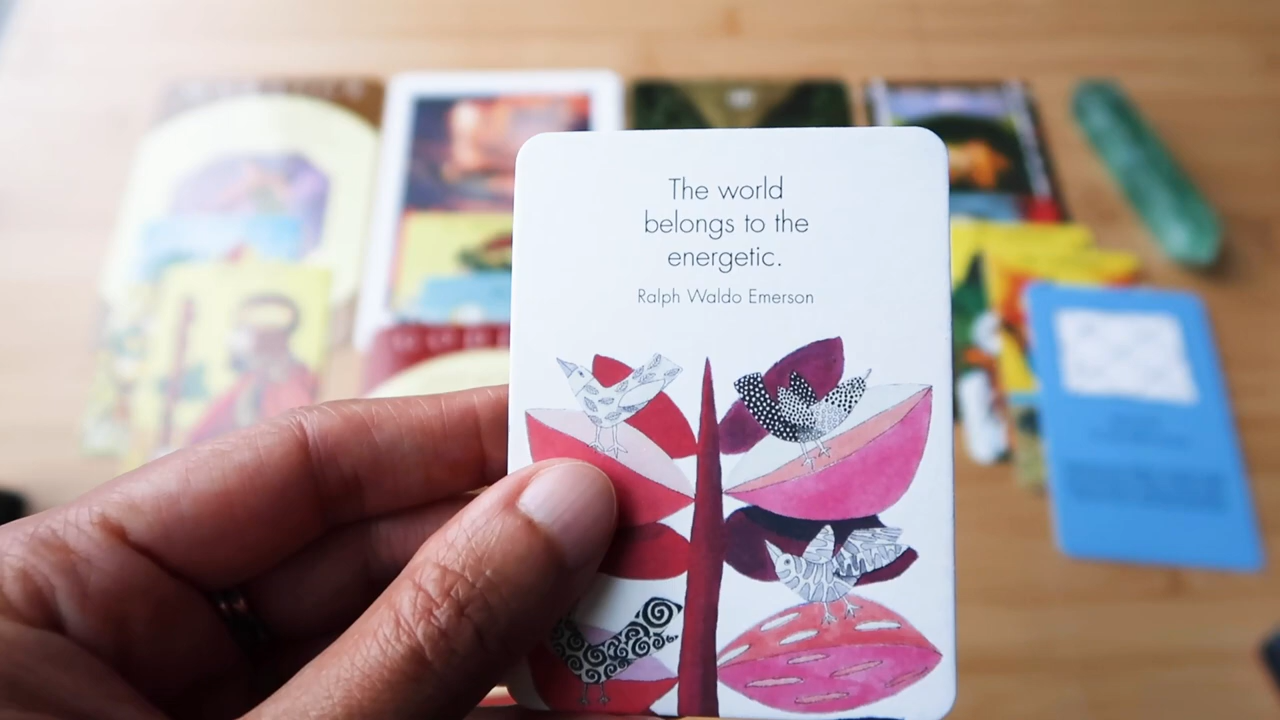 The world
belongs to the
energetic.
Ralph Waldo Emerson